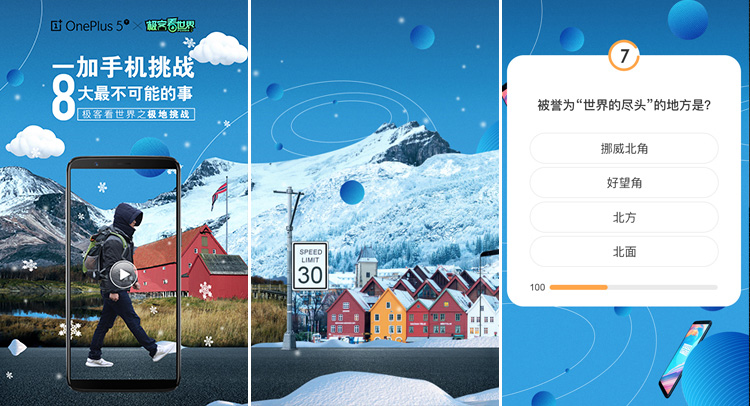 OnePlus 5T × 极客看世界
一加手机挑战
8大最不可能的事
极客看世界之极地挑战
SPEED
LIMIT
30
7
被誉为“世界的尽头”的地方是?
挪威北角
好望角
北方
北面
100